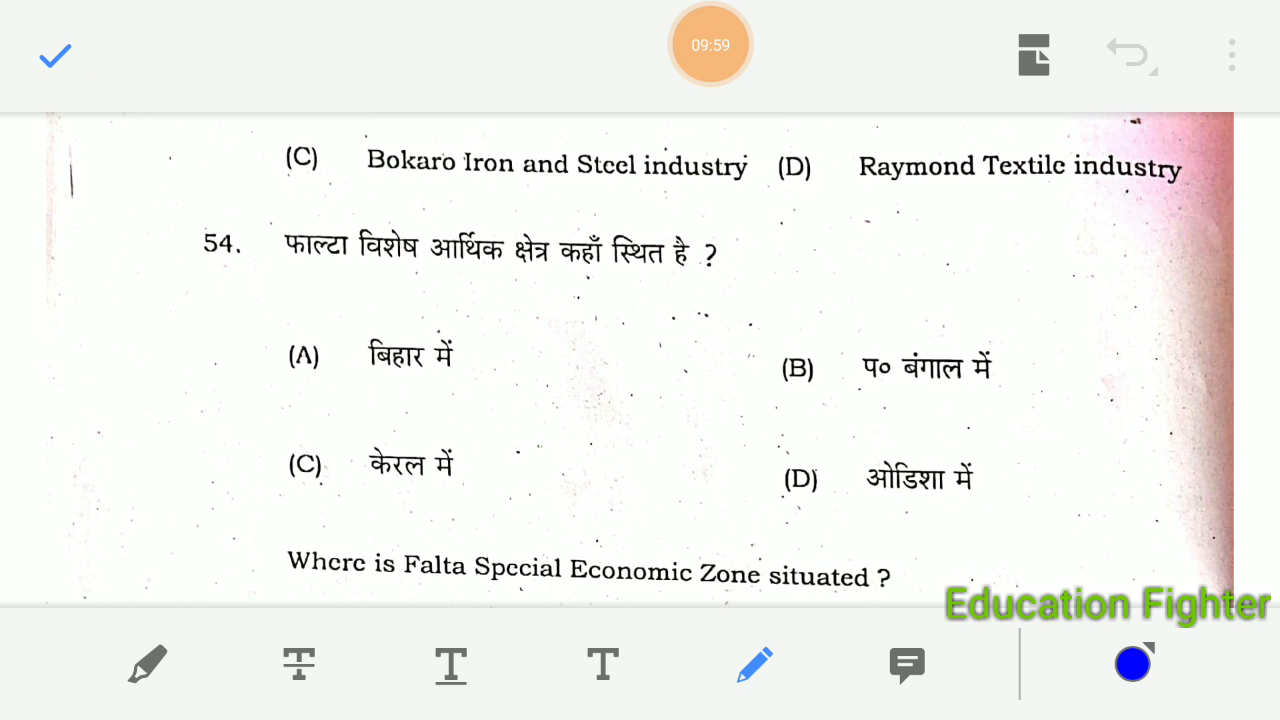 09:59
(C) Bokaro Iron and Steel industry (D) Raymond Textile industry
54. फाल्टा विशेष आर्थिक क्षेत्र कहाँ स्थित है ?
(A) बिहार में (B) प० बंगाल में
(C) केरल में (D) ओडिशा में
Where is Falta Special Economic Zone situated ?
Education Fighter
T T T